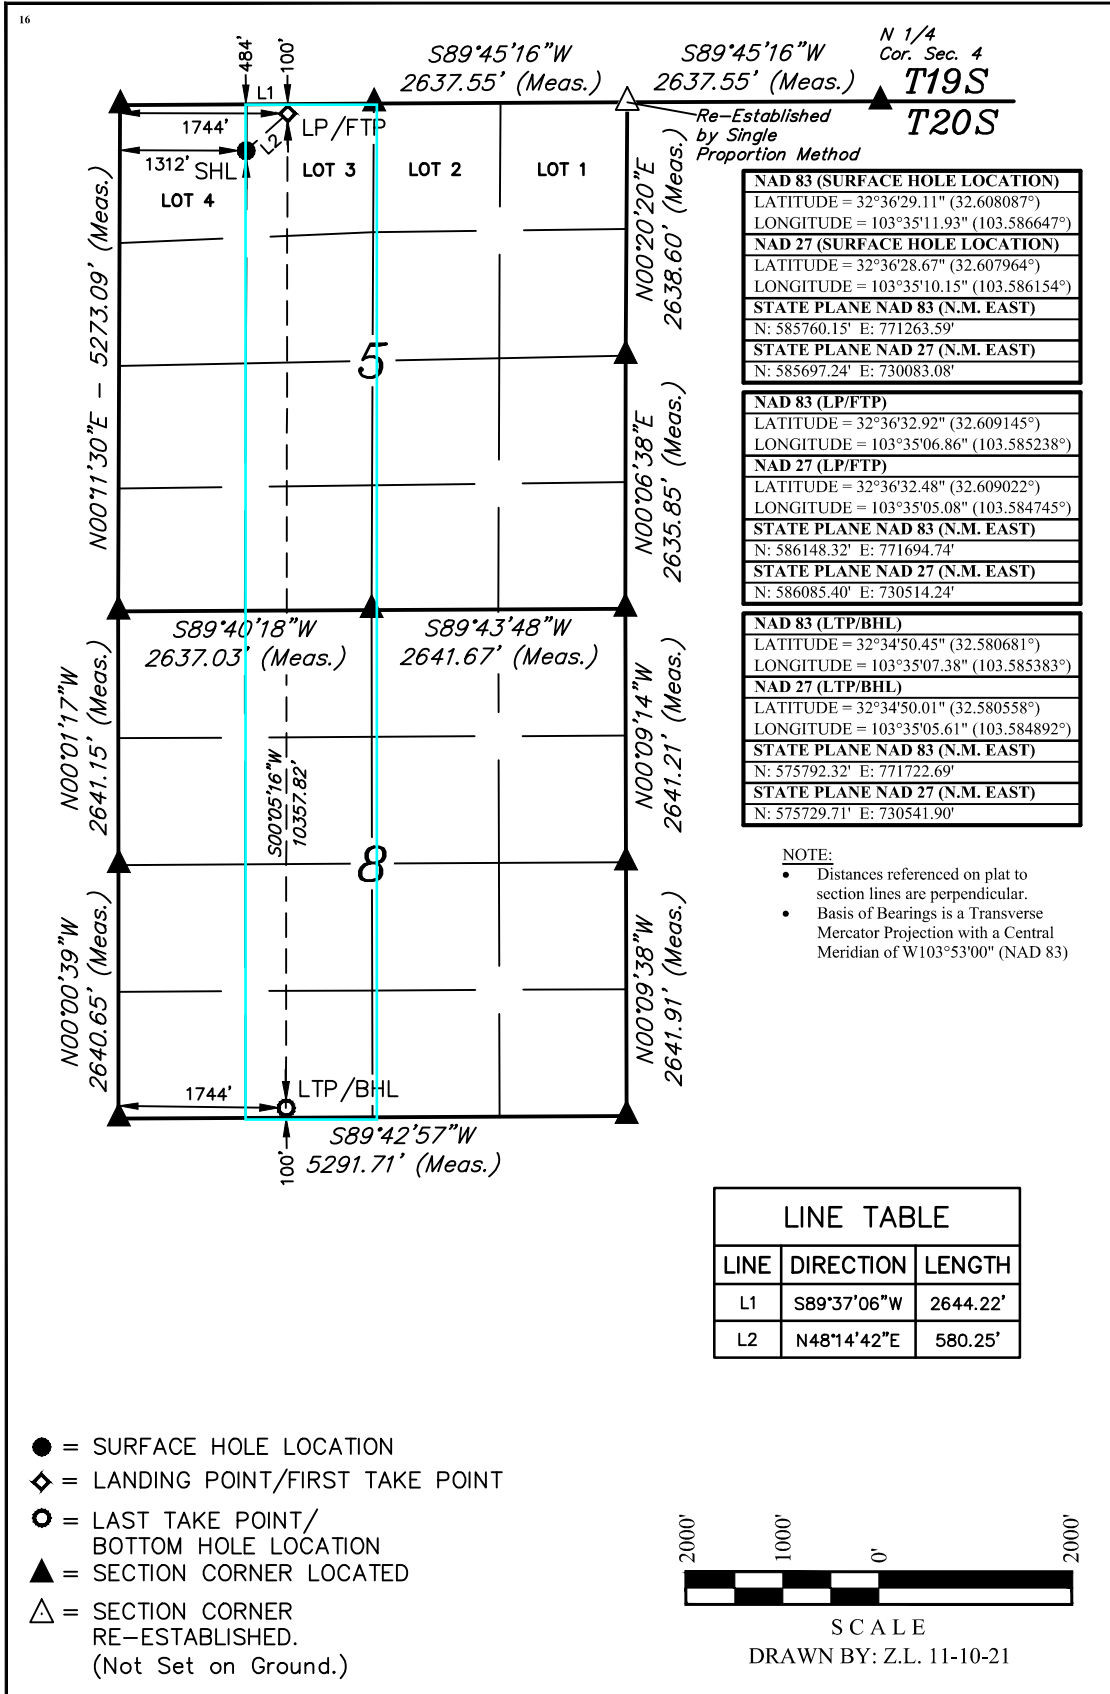 16
484'
100'
S89°45'16"W
2637.55' (Meas.)
S89°45'16"W
2637.55' (Meas.)
N 1/4
Cor. Sec. 4
T19S
T20S
L1
1744'
L2
LP/FTP
1312'
SHL
LOT 4
LOT 3
LOT 2
LOT 1
Re-Established
by Single
Proportion Method
N00°11'30"E - 5273.09' (Meas.)
N00°20'20"E
2638.60' (Meas.)
5
N00°06'38"E
2635.85' (Meas.)
S89°40'18"W
2637.03' (Meas.)
S89°43'48"W
2641.67' (Meas.)
N00°01'17"W
2641.15' (Meas.)
N00°09'14"W
2641.21' (Meas.)
S00°05'16"W
10357.82'
8
N00°00'39"W
2640.65' (Meas.)
N00°09'38"W
2641.91' (Meas.)
1744'
LTP/BHL
100'
S89°42'57"W
5291.71' (Meas.)
NAD 83 (SURFACE HOLE LOCATION)
LATITUDE = 32°36'29.11" (32.608087°)
LONGITUDE = 103°35'11.93" (103.586647°)
NAD 27 (SURFACE HOLE LOCATION)
LATITUDE = 32°36'28.67" (32.607964°)
LONGITUDE = 103°35'10.15" (103.586154°)
STATE PLANE NAD 83 (N.M. EAST)
N: 585760.15' E: 771263.59'
STATE PLANE NAD 27 (N.M. EAST)
N: 585697.24' E: 730083.08'
NAD 83 (LP/FTP)
LATITUDE = 32°36'32.92" (32.609145°)
LONGITUDE = 103°35'06.86" (103.585238°)
NAD 27 (LP/FTP)
LATITUDE = 32°36'32.48" (32.609022°)
LONGITUDE = 103°35'05.08" (103.584745°)
STATE PLANE NAD 83 (N.M. EAST)
N: 586148.32' E: 771694.74'
STATE PLANE NAD 27 (N.M. EAST)
N: 586085.40' E: 730514.24'
NAD 83 (LTP/BHL)
LATITUDE = 32°34'50.45" (32.580681°)
LONGITUDE = 103°35'07.38" (103.585383°)
NAD 27 (LTP/BHL)
LATITUDE = 32°34'50.01" (32.580558°)
LONGITUDE = 103°35'05.61" (103.584892°)
STATE PLANE NAD 83 (N.M. EAST)
N: 575792.32' E: 771722.69'
STATE PLANE NAD 27 (N.M. EAST)
N: 575729.71' E: 730541.90'
NOTE:
• Distances referenced on plat to
section lines are perpendicular.
• Basis of Bearings is a Transverse
Mercator Projection with a Central
Meridian of W103°53'00" (NAD 83)
LINE TABLE
LINE DIRECTION LENGTH
L1 S89°37'06"W 2644.22'
L2 N48°14'42"E 580.25'
= SURFACE HOLE LOCATION
= LANDING POINT/FIRST TAKE POINT
= LAST TAKE POINT/
BOTTOM HOLE LOCATION
= SECTION CORNER LOCATED
= SECTION CORNER
RE-ESTABLISHED.
(Not Set on Ground.)
2000' 1000' 0' 2000'
SCALE
DRAWN BY: Z.L. 11-10-21